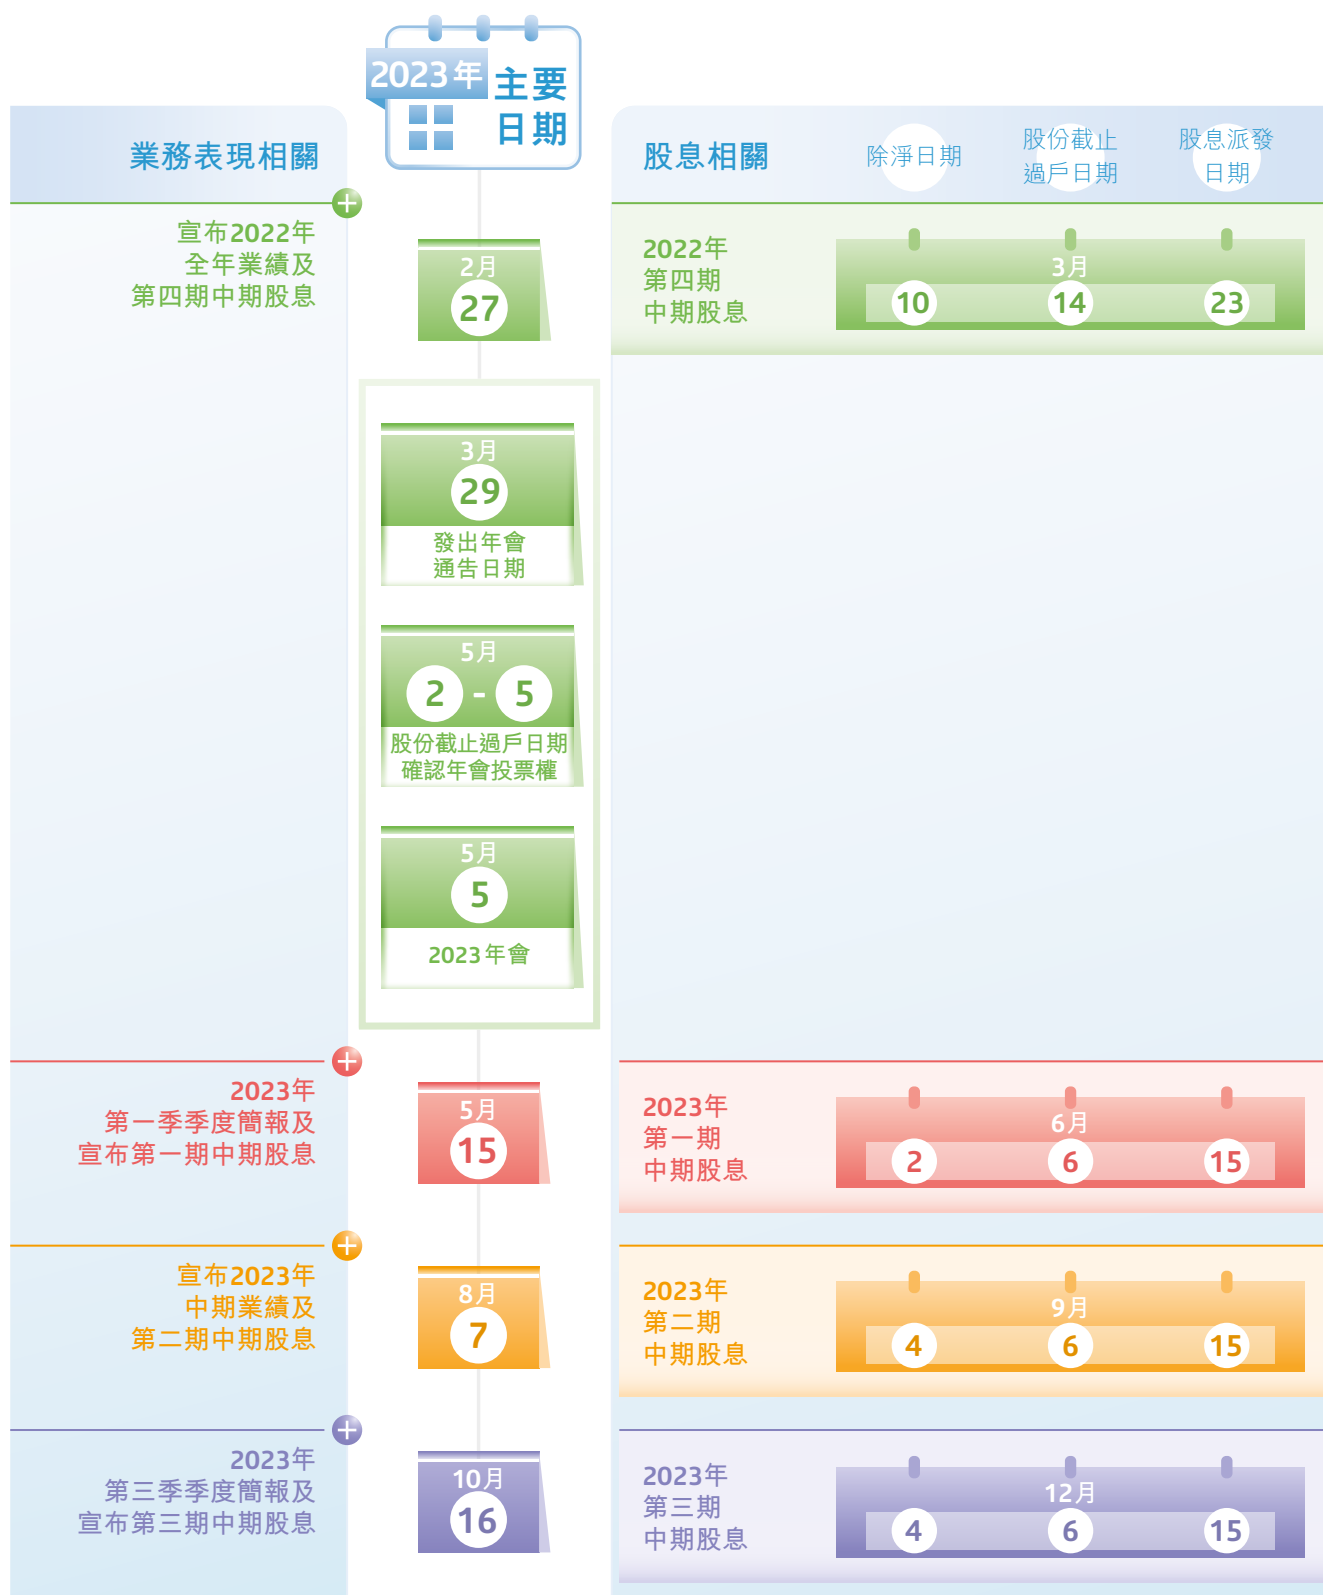 2023年
主要
日期
業務表現相關
股息相關
除淨日期
股份截止
過戶日期
股息派發
日期
宣布2022年
全年業績及
第四期中期股息
2月
27
2022年
第四期
中期股息
3月
10
14
23
3月
29
發出年會
通告日期
5月
2 - 5
股份截止過戶日期
確認年會投票權
5月
5
2023年會
2023年
第一季季度簡報及
宣布第一期中期股息
5月
15
2023年
第一期
中期股息
6月
2
6
15
宣布2023年
中期業績及
第二期中期股息
8月
7
2023年
第二期
中期股息
9月
4
6
15
2023年
第三季季度簡報及
宣布第三期中期股息
10月
16
2023年
第三期
中期股息
12月
4
6
15